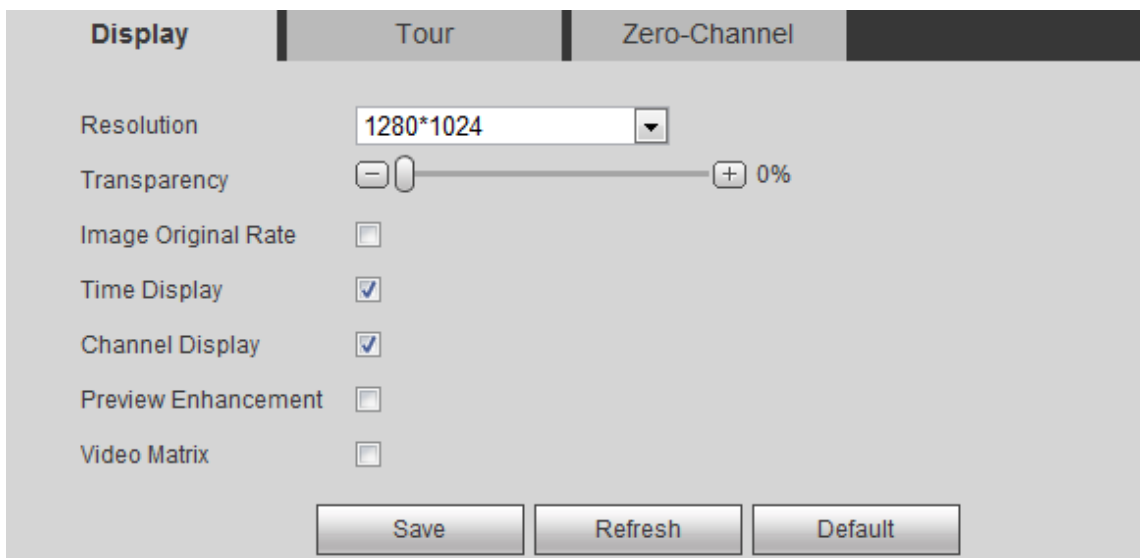 Display Tour Zero-Channel
Resolution 1280*1024
Transparency 0%
Image Original Rate
Time Display
Channel Display
Preview Enhancement
Video Matrix
Save Refresh Default